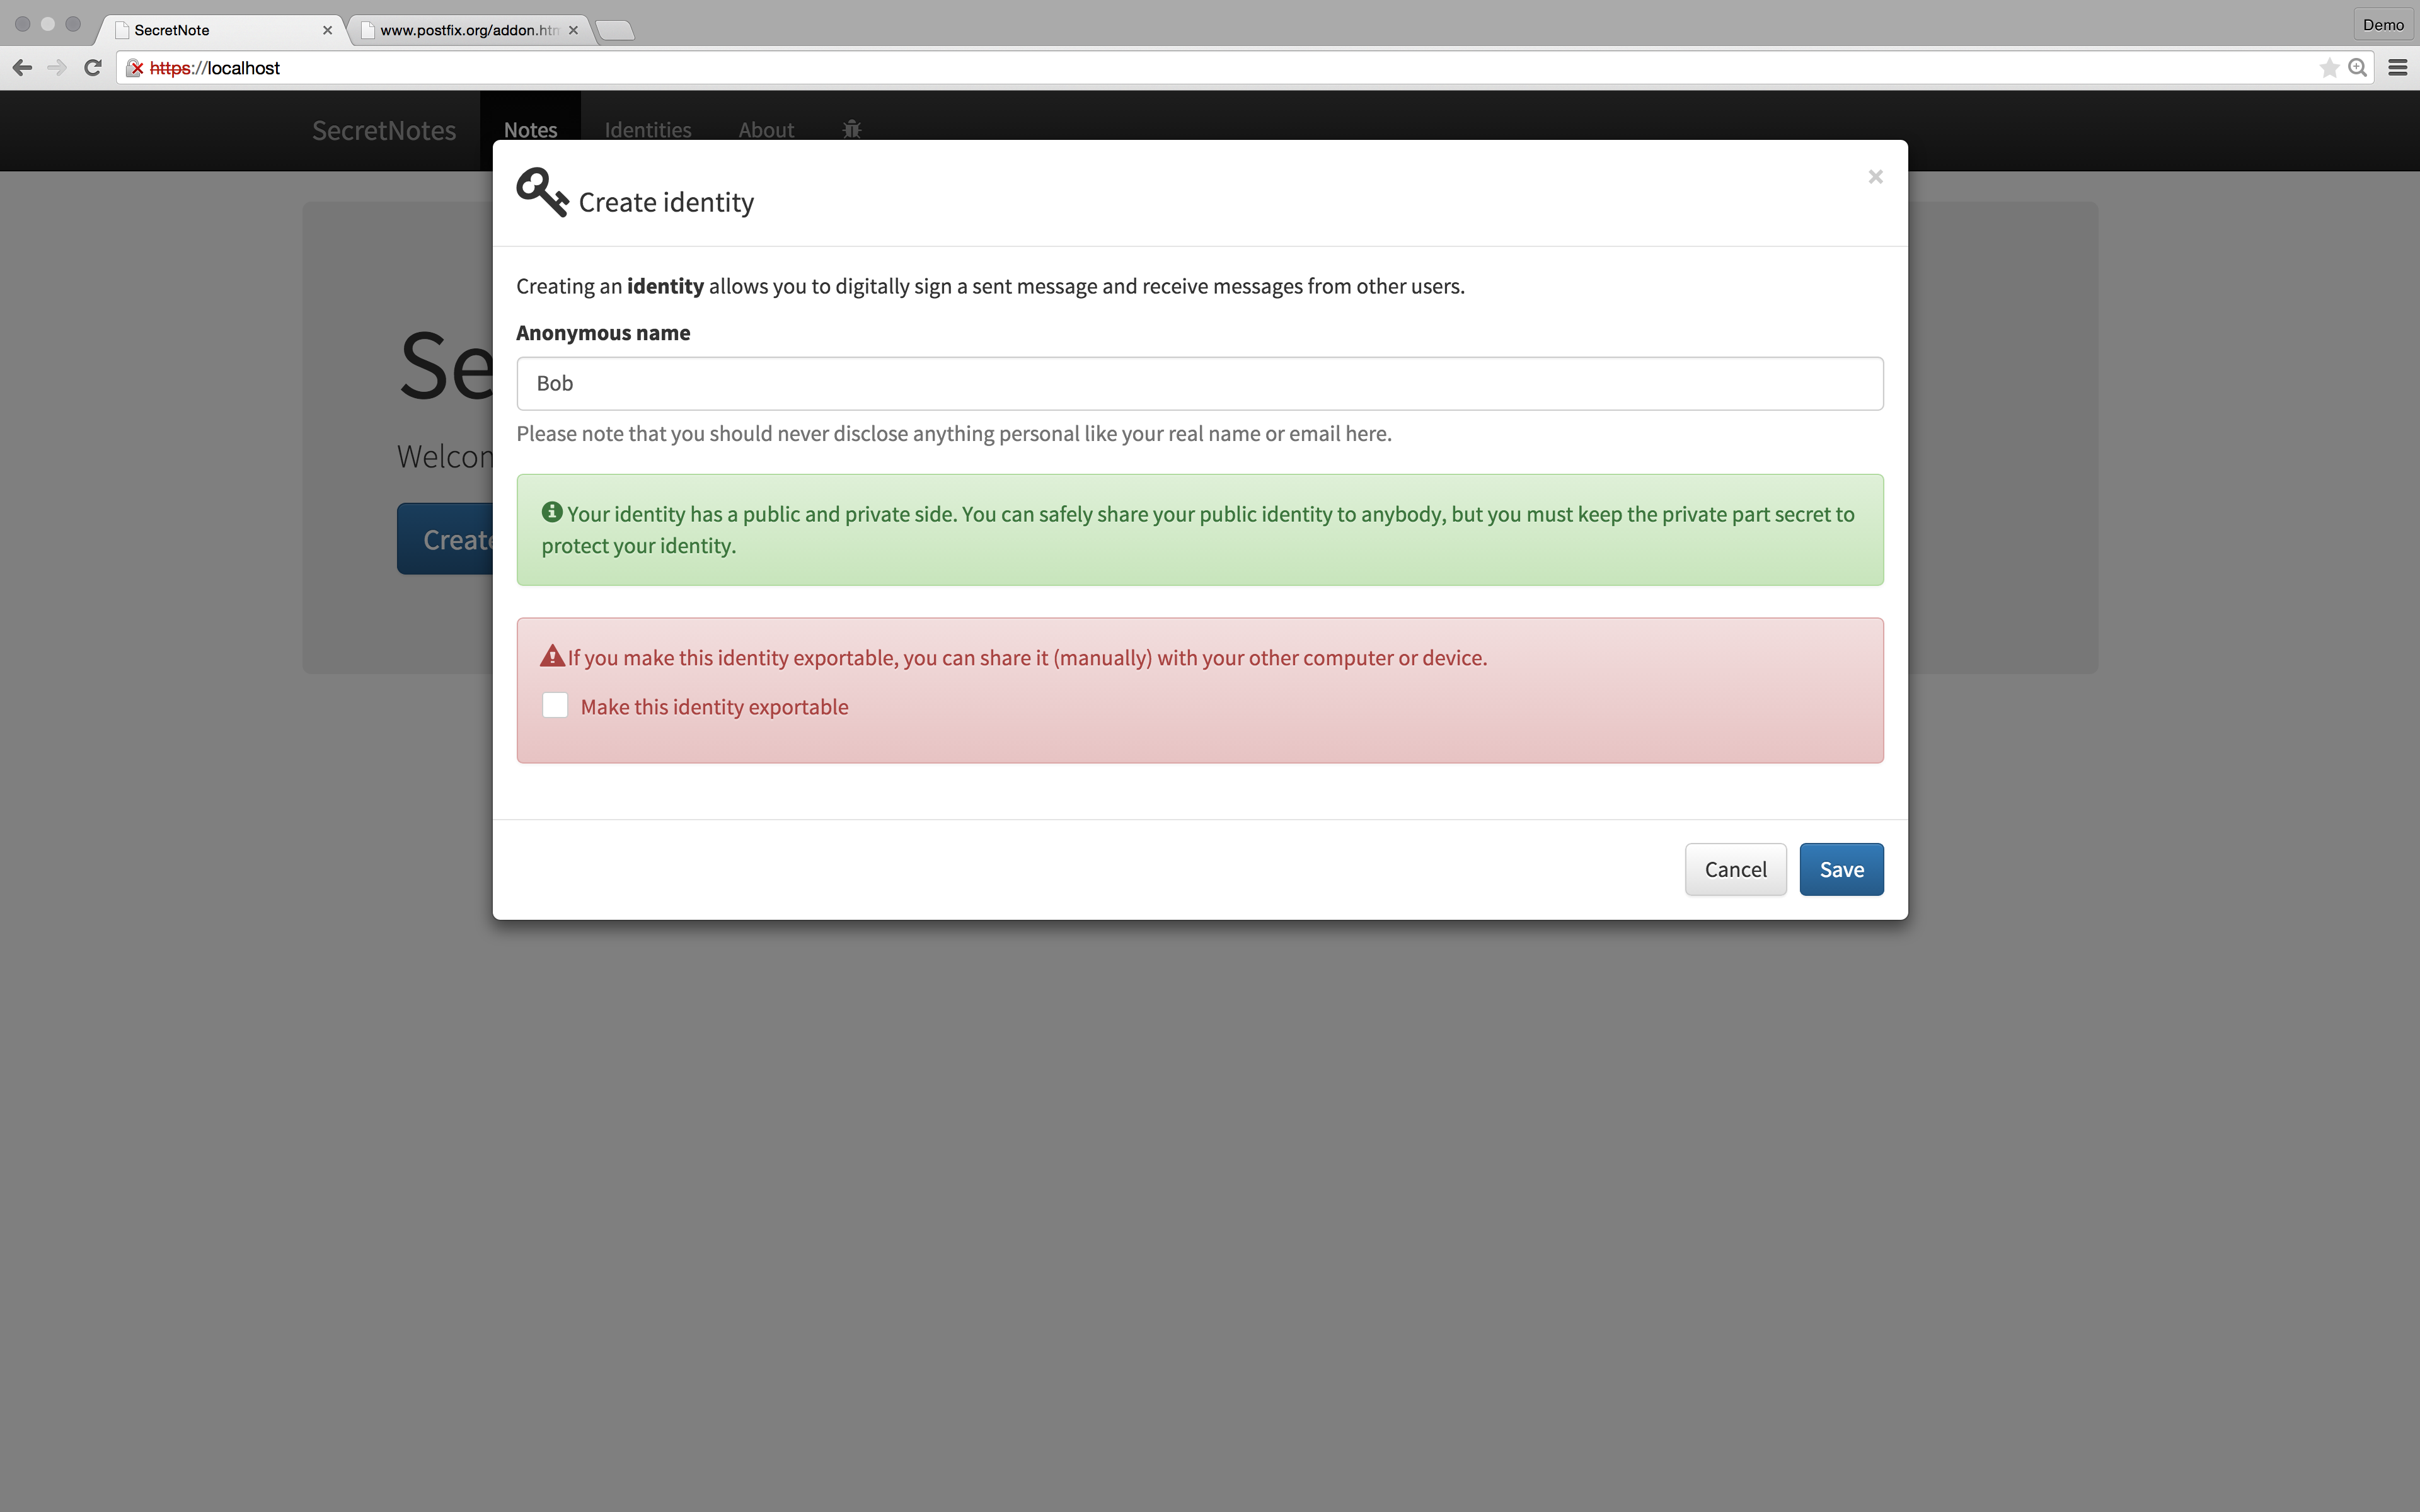 SecretNote
www.postfix.org/addon.htm
Demo
https://localhost
SecretNotes
Notes
Identities
About
Create identity
Creating an identity allows you to digitally sign a sent message and receive messages from other users.
Anonymous name
Bob
Please note that you should never disclose anything personal like your real name or email here.
Your identity has a public and private side. You can safely share your public identity to anybody, but you must keep the private part secret to
protect your identity.
If you make this identity exportable, you can share it (manually) with your other computer or device.
Make this identity exportable
Cancel
Save
Se
Welcom
Create